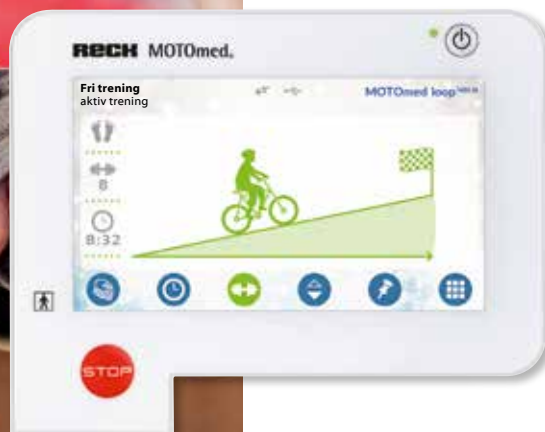 RECK MOTOmed.
Fri trening
aktiv trening
MOTOmed loop
8
8:32
STOP